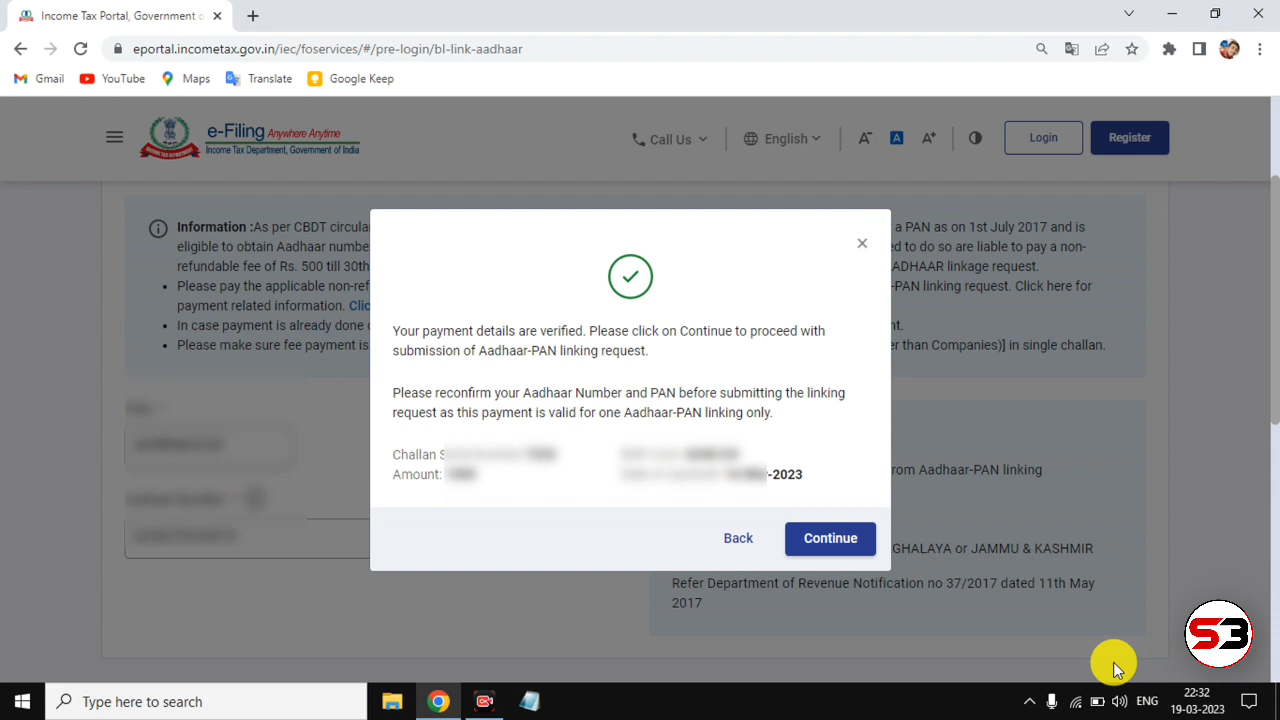 Income Tax Portal, Government o
eportal.incometax.gov.in/iec/foservices/#/pre-login/bl-link-aadhaar
Gmail YouTube Maps Translate Google Keep
e-Filing Anywhere Anytime
Income Tax Department, Government of India
Call Us English A- A A+ Login Register
Information :As per CBDT circula a PAN as on 1st July 2017 and is
eligible to obtain Aadhaar numbe ed to do so are liable to pay a non-
refundable fee of Rs. 500 till 30th ADHAAR linkage request.
Please pay the applicable non-ref -PAN linking request. Click here for
payment related information. Clic
In case payment is already done nt.
Please make sure fee payment is er than Companies)] in single challan.
Your payment details are verified. Please click on Continue to proceed with
submission of Aadhaar-PAN linking request.
Please reconfirm your Aadhaar Number and PAN before submitting the linking
request as this payment is valid for one Aadhaar-PAN linking only.
Challan
Amount: -2023
Back Continue
rom Aadhaar-PAN linking
GHALAYA or JAMMU & KASHMIR
Refer Department of Revenue Notification no 37/2017 dated 11th May
2017
S3
Type here to search
ENG
22:32
19-03-2023